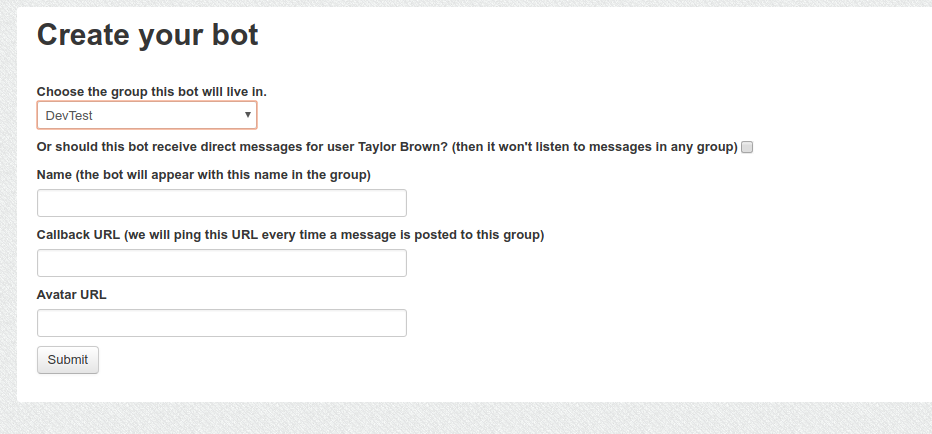 Create your bot
Choose the group this bot will live in.
DevTest
Or should this bot receive direct messages for user Taylor Brown? (then it won't listen to messages in any group)
Name (the bot will appear with this name in the group)
Callback URL (we will ping this URL every time a message is posted to this group)
Avatar URL
Submit